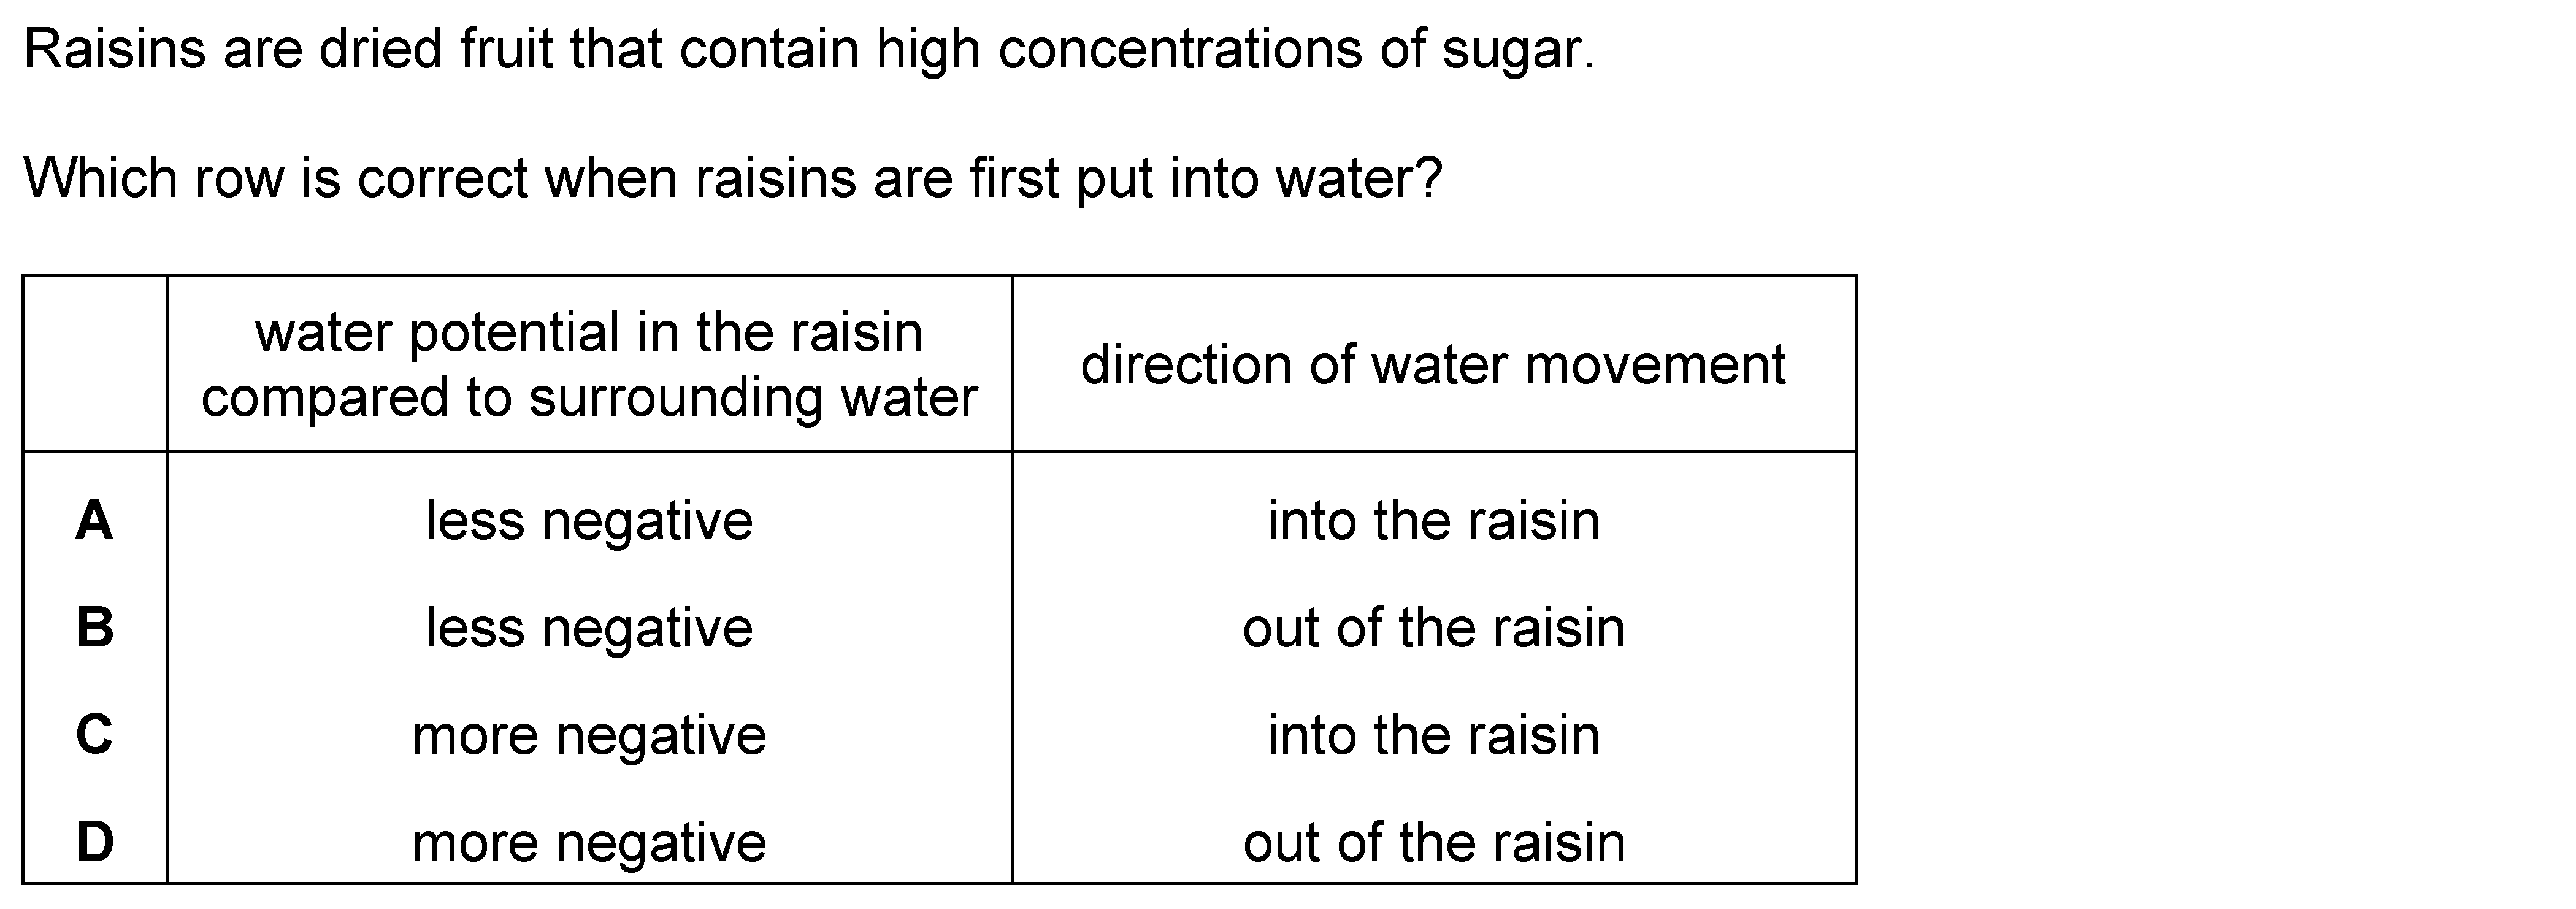 Raisins are dried fruit that contain high concentrations of sugar.
Which row is correct when raisins are first put into water?
water potential in the raisin
compared to surrounding water
direction of water movement
A less negative into the raisin
B less negative out of the raisin
C more negative into the raisin
D more negative out of the raisin